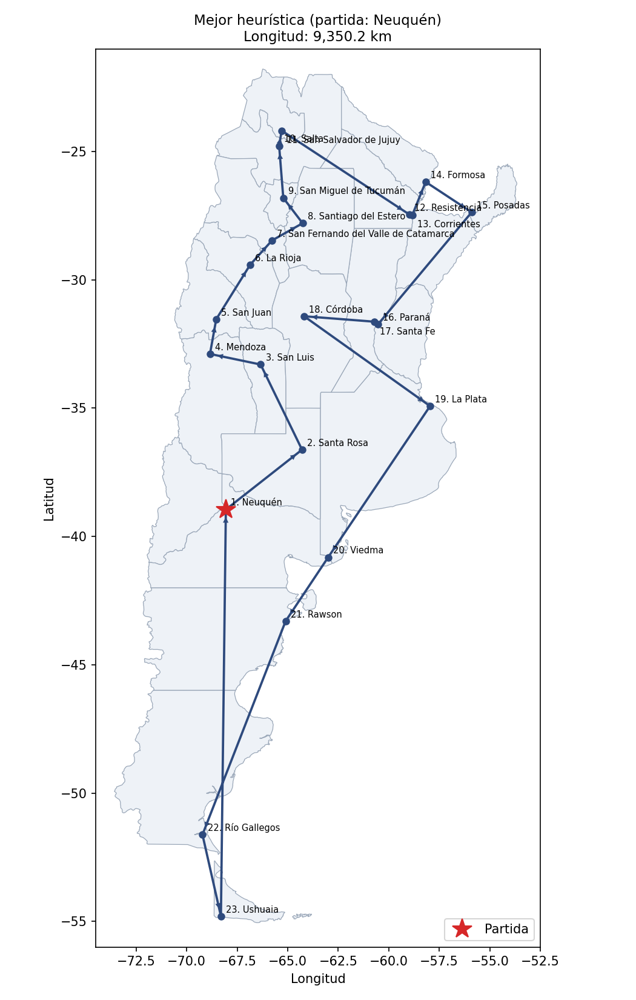 Mejor heurística (partida: Neuquén)
Longitud: 9,350.2 km
Latitud
−25
−30
−35
−40
−45
−50
−55
10. Salta
11. San Salvador de Jujuy
14. Formosa
9. San Miguel de Tucumán
12. Resistencia
15. Posadas
8. Santiago del Estero
13. Corrientes
7. San Fernando del Valle de Catamarca
6. La Rioja
18. Córdoba
5. San Juan
16. Paraná
17. Santa Fe
4. Mendoza
3. San Luis
19. La Plata
2. Santa Rosa
1. Neuquén
20. Viedma
21. Rawson
22. Río Gallegos
23. Ushuaia
Partida
−72.5
−70.0
−67.5
−65.0
−62.5
−60.0
−57.5
−55.0
−52.5
Longitud